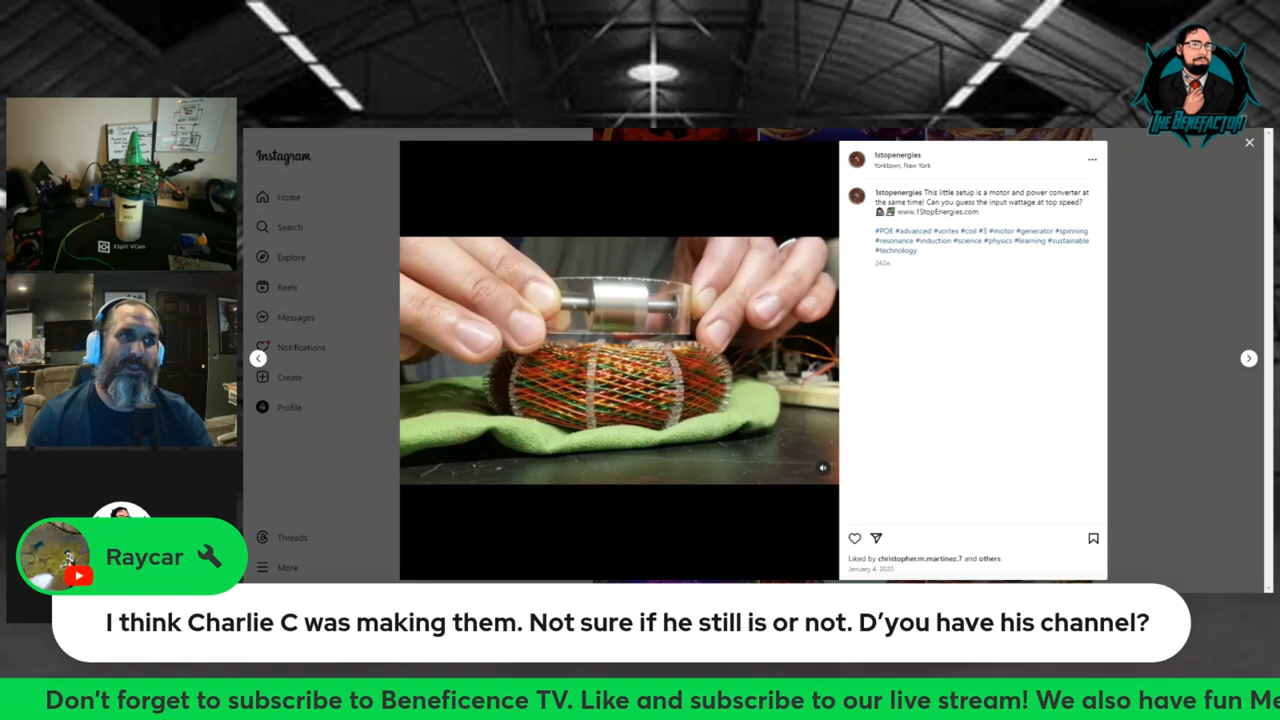 THE BENEFACTOR
XSplit VCam
Instagram
Home
Search
Explore
Reels
Messages
Notifications
Create
Profile
Threads
More
1stopenergies
Yorktown, New York
1stopenergies This little setup is a motor and power converter at
the same time! Can you guess the input wattage at top speed?
www.1StopEnergies.com
#POE #advanced #vortex #coil #3 #motor #generator #spinning
#resonance #induction #science #physics #learning #sustainable
#technology
242w
Liked by christopher.m.martinez.7 and others
January 4, 2020
Raycar
I think Charlie C was making them. Not sure if he still is or not. D’you have his channel?
Don’t forget to subscribe to Beneficence TV. Like and subscribe to our live stream! We also have fun Me